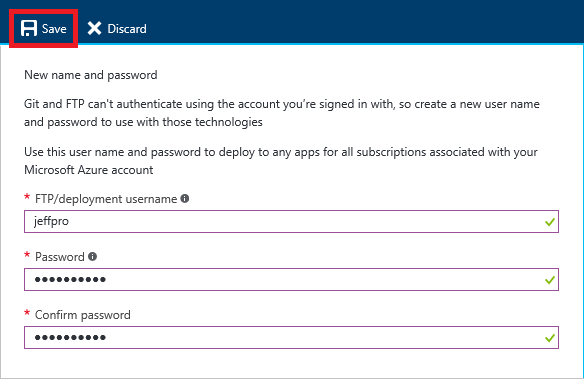 Save Discard
New name and password
Git and FTP can't authenticate using the account you're signed in with, so create a new user name
and password to use with those technologies
Use this user name and password to deploy to any apps for all subscriptions associated with your
Microsoft Azure account
* FTP/deployment username
jeffpro
* Password
••••••••••
* Confirm password
••••••••••